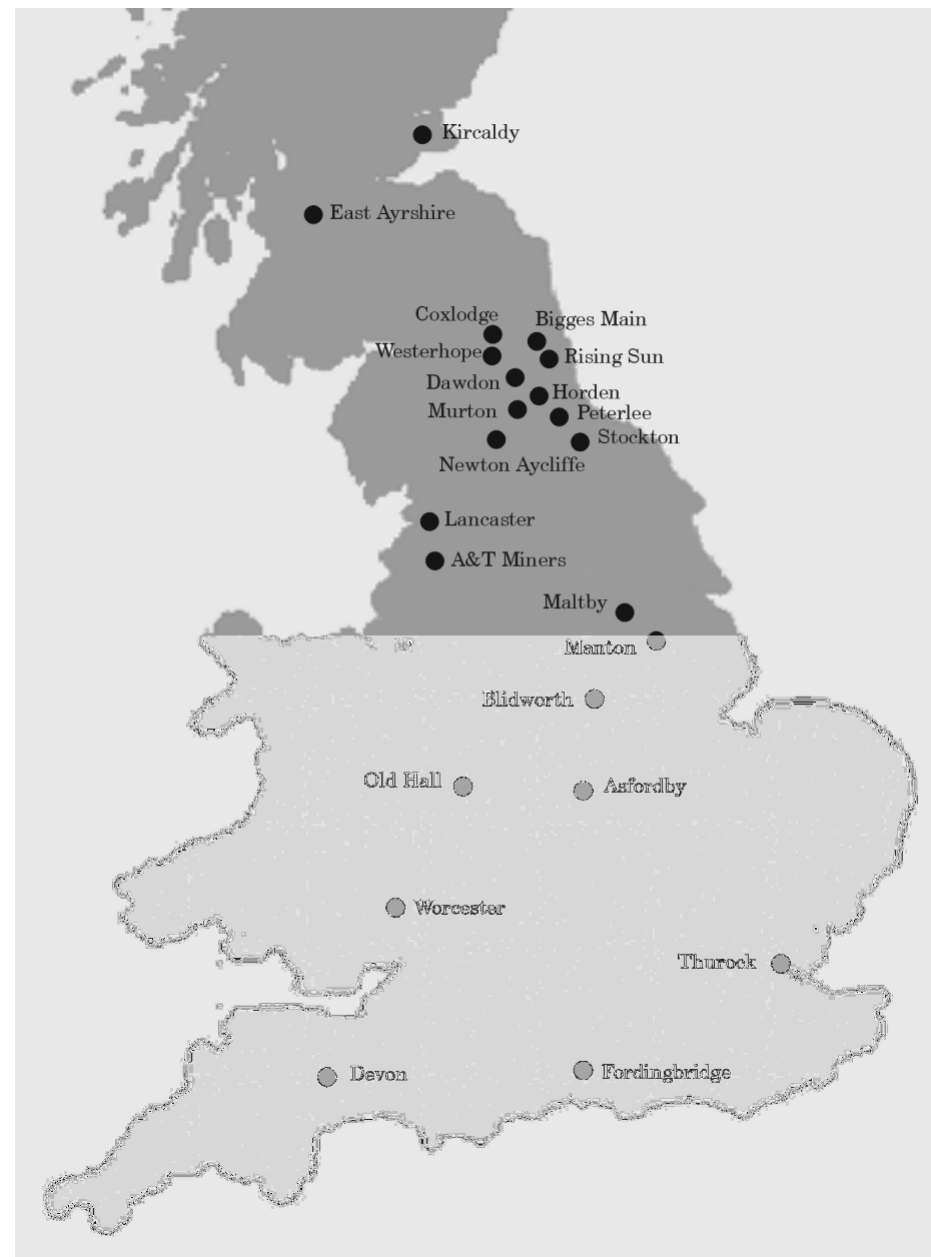 Kircaldy
East Ayrshire
Coxlodge
Bigges Main
Westerhope
Rising Sun
Dawdon
Horden
Murton
Peterlee
Stockton
Newton Aycliffe
Lancaster
A&T Miners
Maltby
Manton
Blidworth
Old Hall
Asfordby
Worcester
Thurock
Devon
Fordingbridge